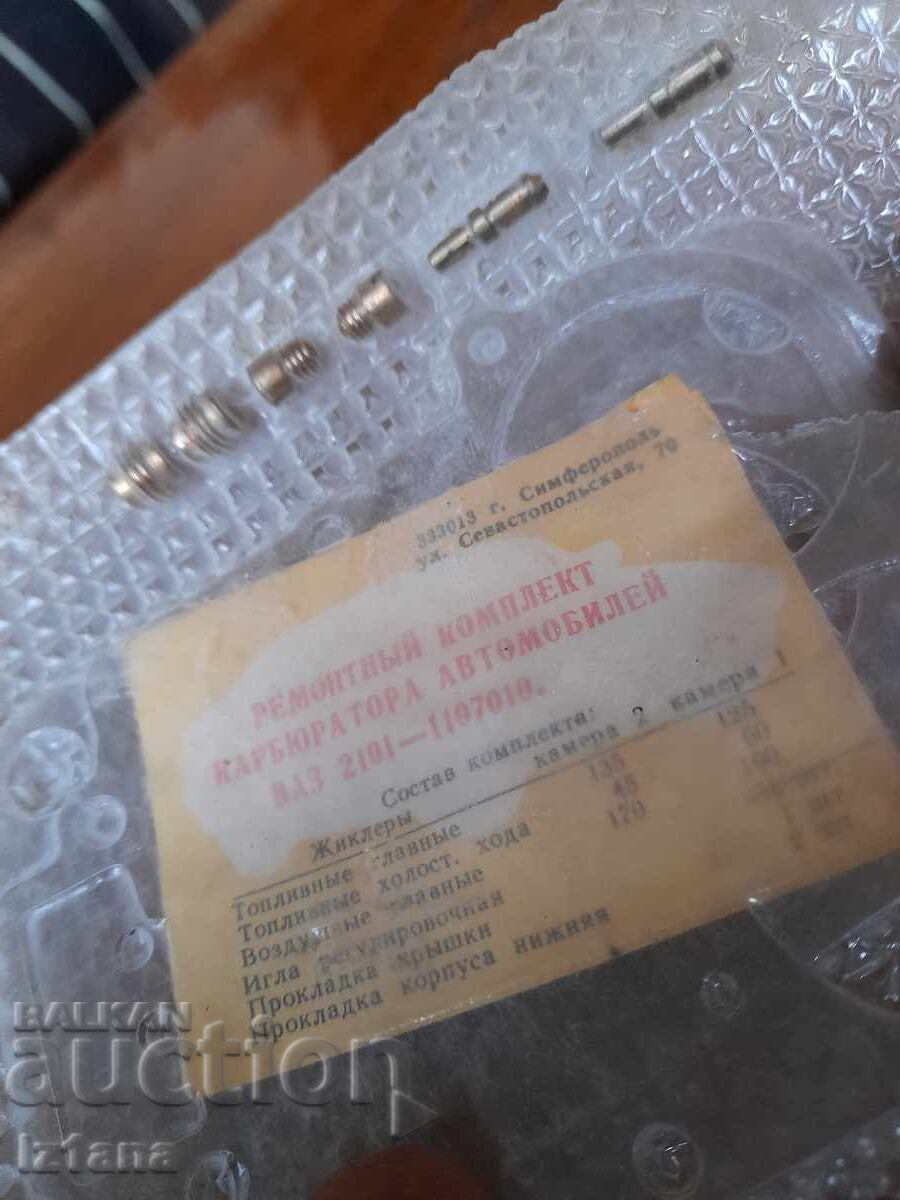 333013 г. Симферополь
ул. Севастопольская, 70
РЕМОНТНЫЙ КОМПЛЕКТ
КАРБЮРАТОРА АВТОМОБИЛЕЙ
ВАЗ 2101—1107010.
Состав комплекта:
Жиклеры камера 2 камера 1
Топливные главные 135 125
Топливные холост. хода 45 60
Воздушные главные 170
Игла регулировочная
Прокладка крышки
Прокладка корпуса нижняя
BALKAN
auction
iz1ana